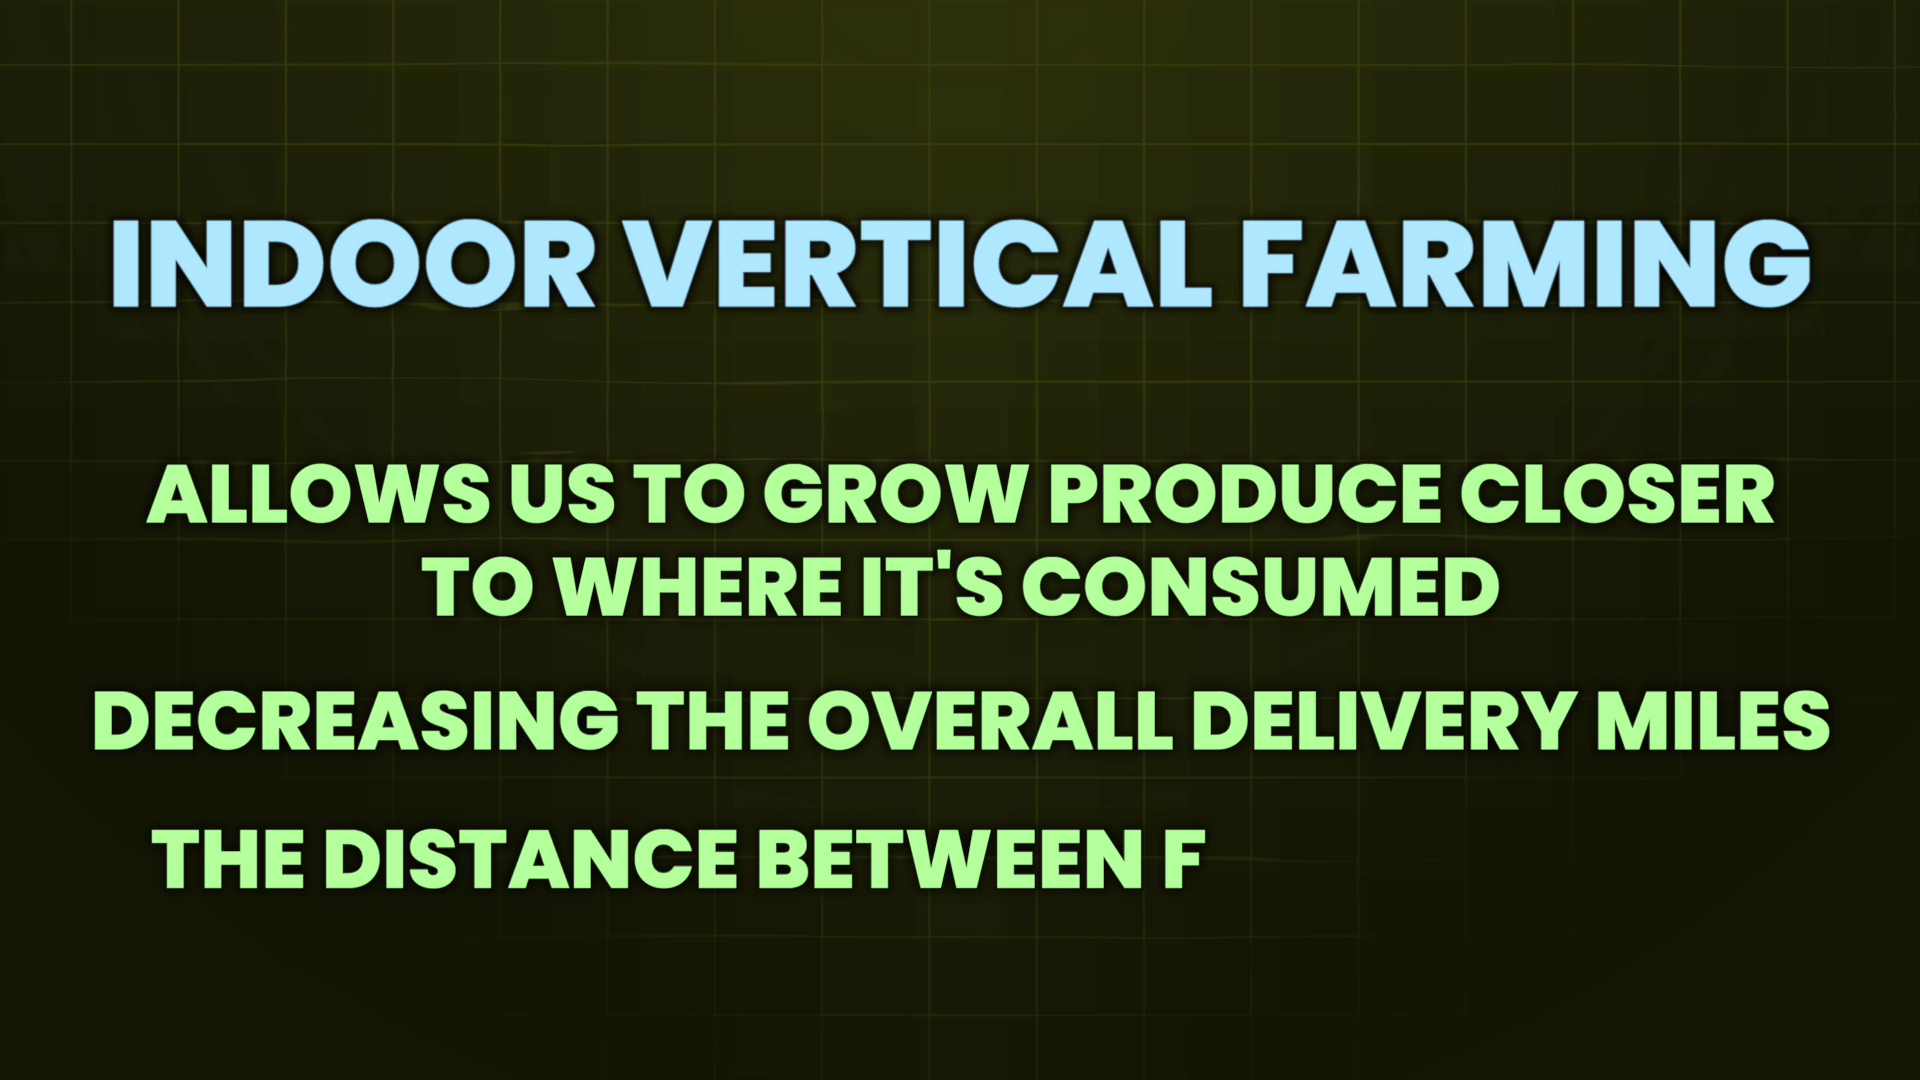 INDOOR VERTICAL FARMING
ALLOWS US TO GROW PRODUCE CLOSER
TO WHERE IT'S CONSUMED
DECREASING THE OVERALL DELIVERY MILES
THE DISTANCE BETWEEN F